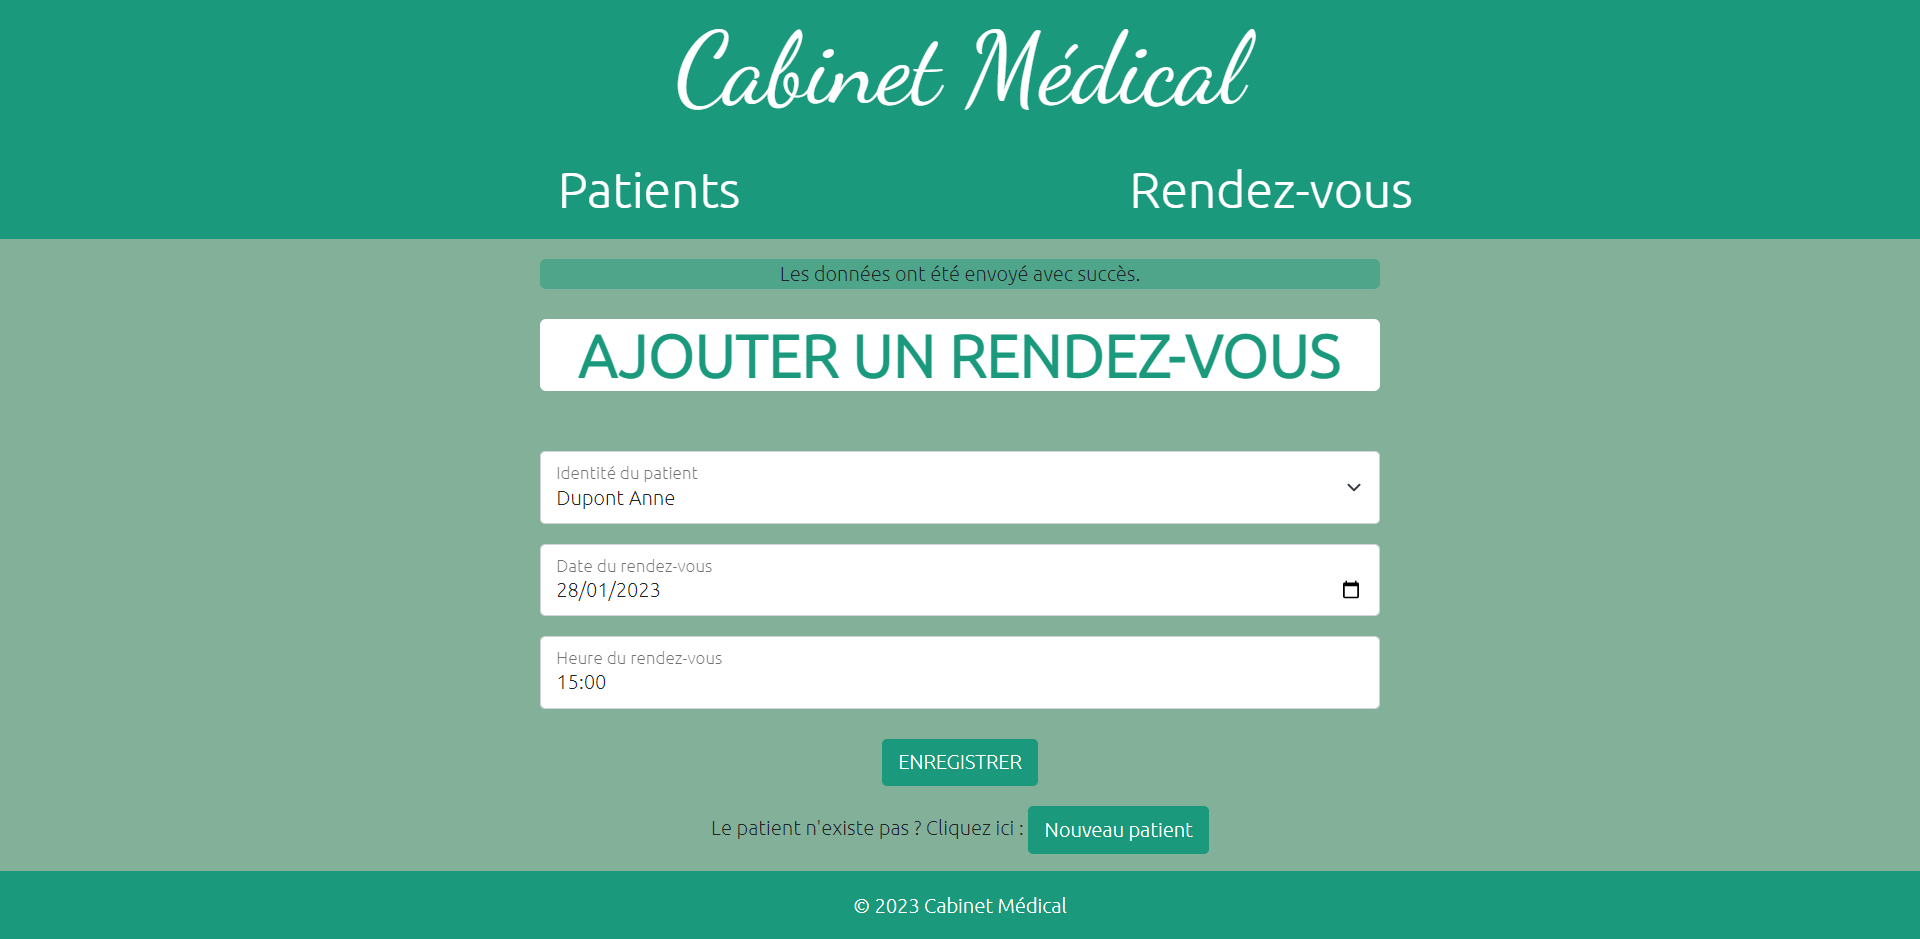 Cabinet Médical
Patients Rendez-vous
Les données ont été envoyé avec succès.
AJOUTER UN RENDEZ-VOUS
Identité du patient
Dupont Anne
Date du rendez-vous
28/01/2023
Heure du rendez-vous
15:00
ENREGISTRER
Le patient n'existe pas ? Cliquez ici : Nouveau patient
© 2023 Cabinet Médical